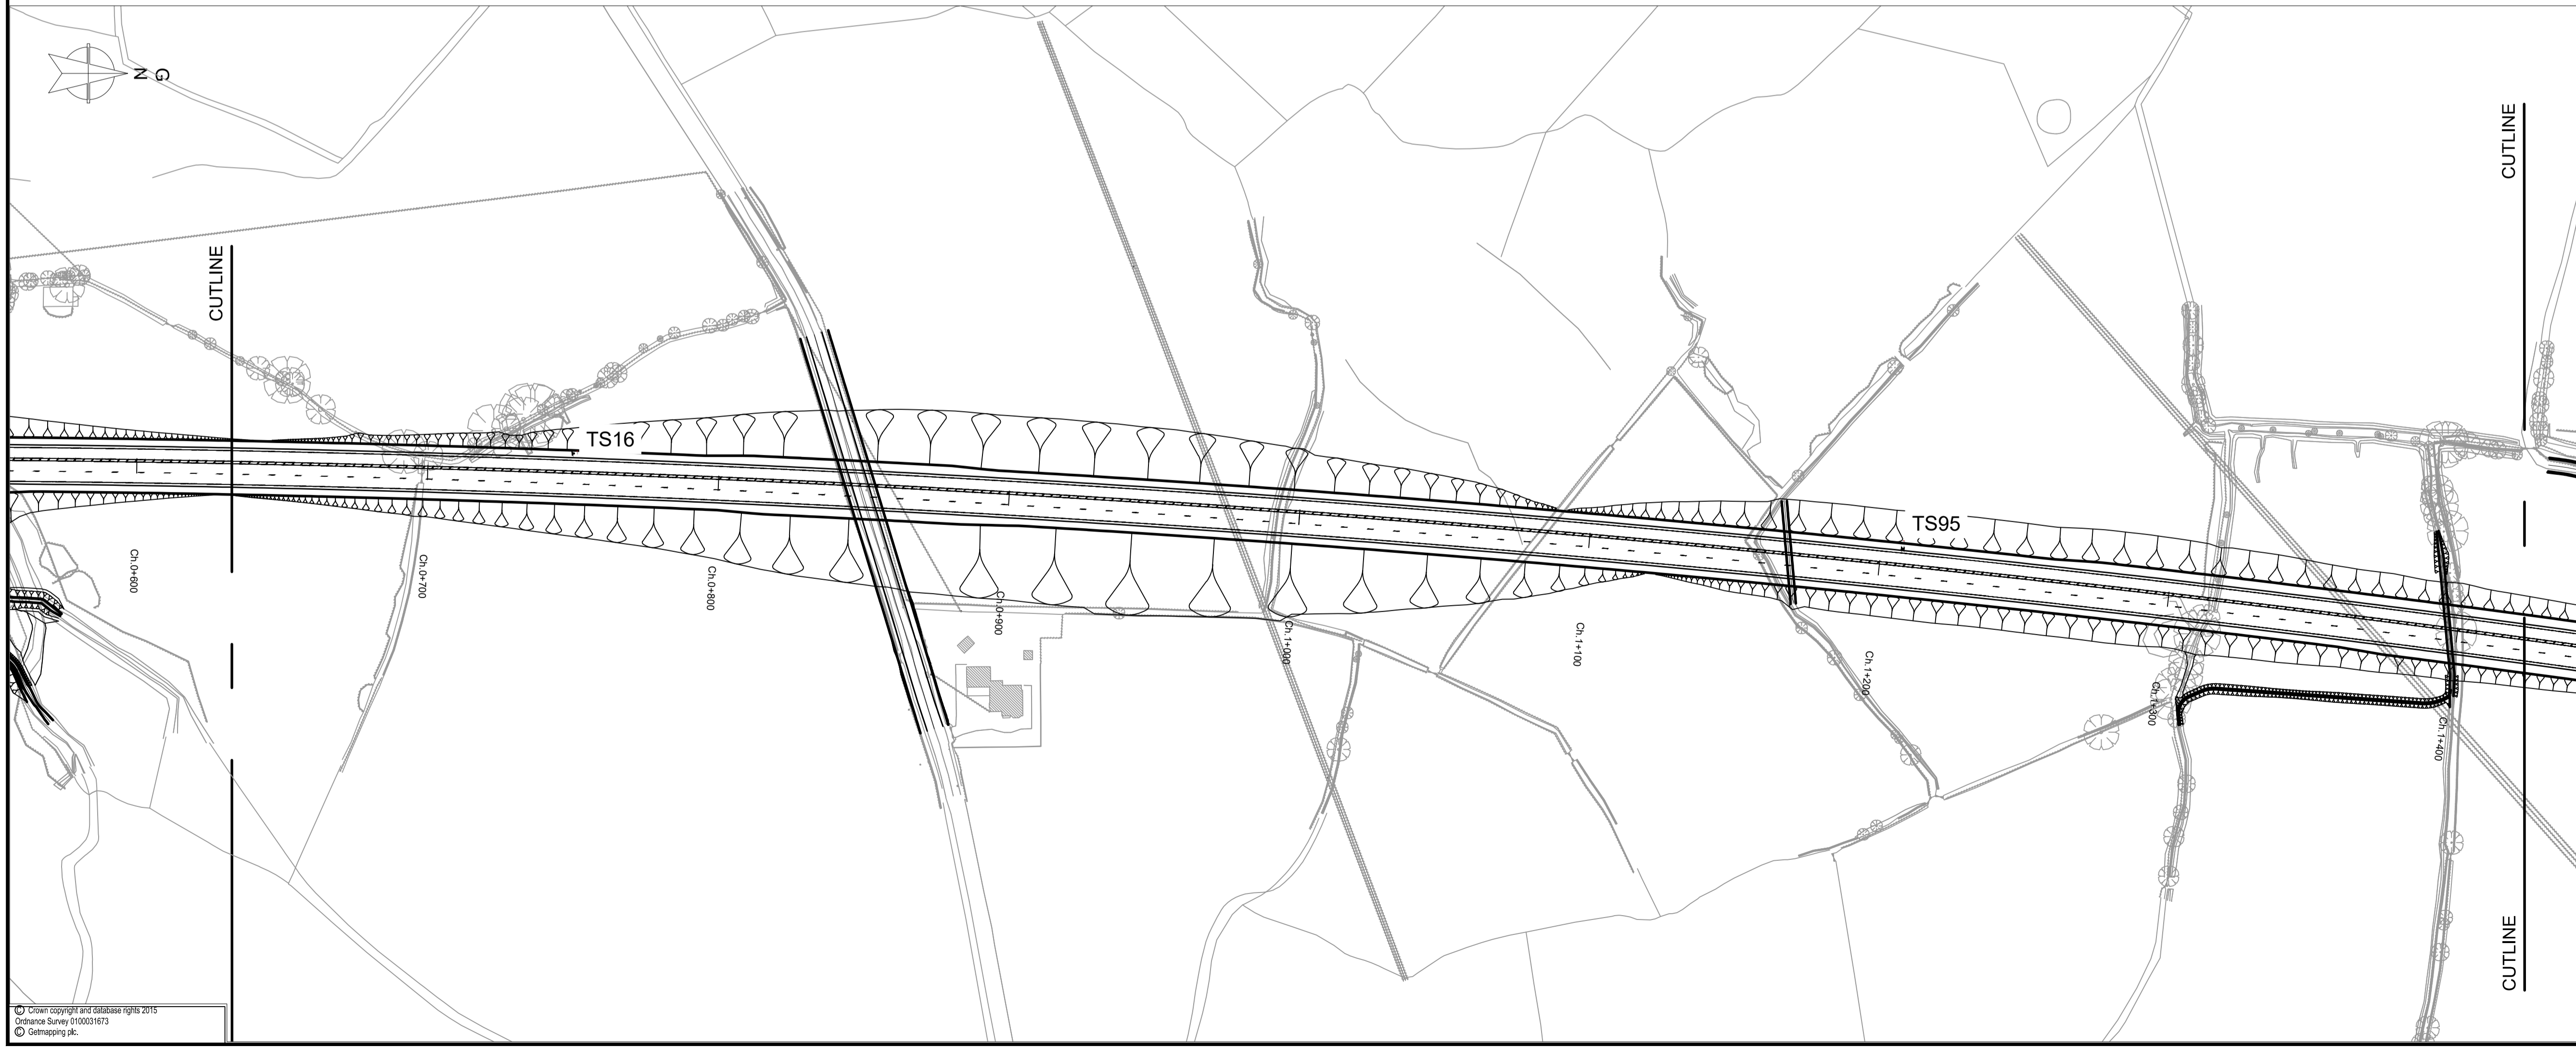 G
N
CUTLINE
CUTLINE
TS16
TS95
Ch.0+600
Ch.0+700
Ch.0+800
Ch.0+900
Ch.1+000
Ch.1+100
Ch.1+200
Ch.1+300
Ch.1+400
CUTLINE
© Crown copyright and database rights 2015
Ordnance Survey 0100031673
© Getmapping plc.